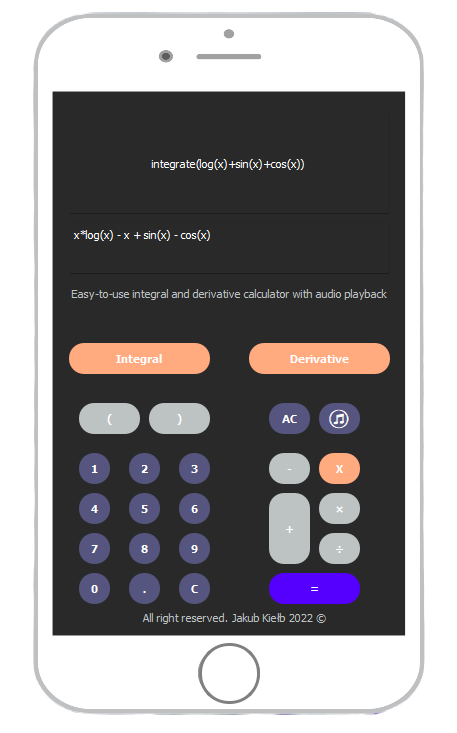 integrate(log(x)+sin(x)+cos(x))
x*log(x) - x + sin(x) - cos(x)
Easy-to-use integral and derivative calculator with audio playback
Integral Derivative
( ) AC
1 2 3 - X
4 5 6 + ×
7 8 9 ÷
0 . C =
All right reserved. Jakub Kiełb 2022 ©